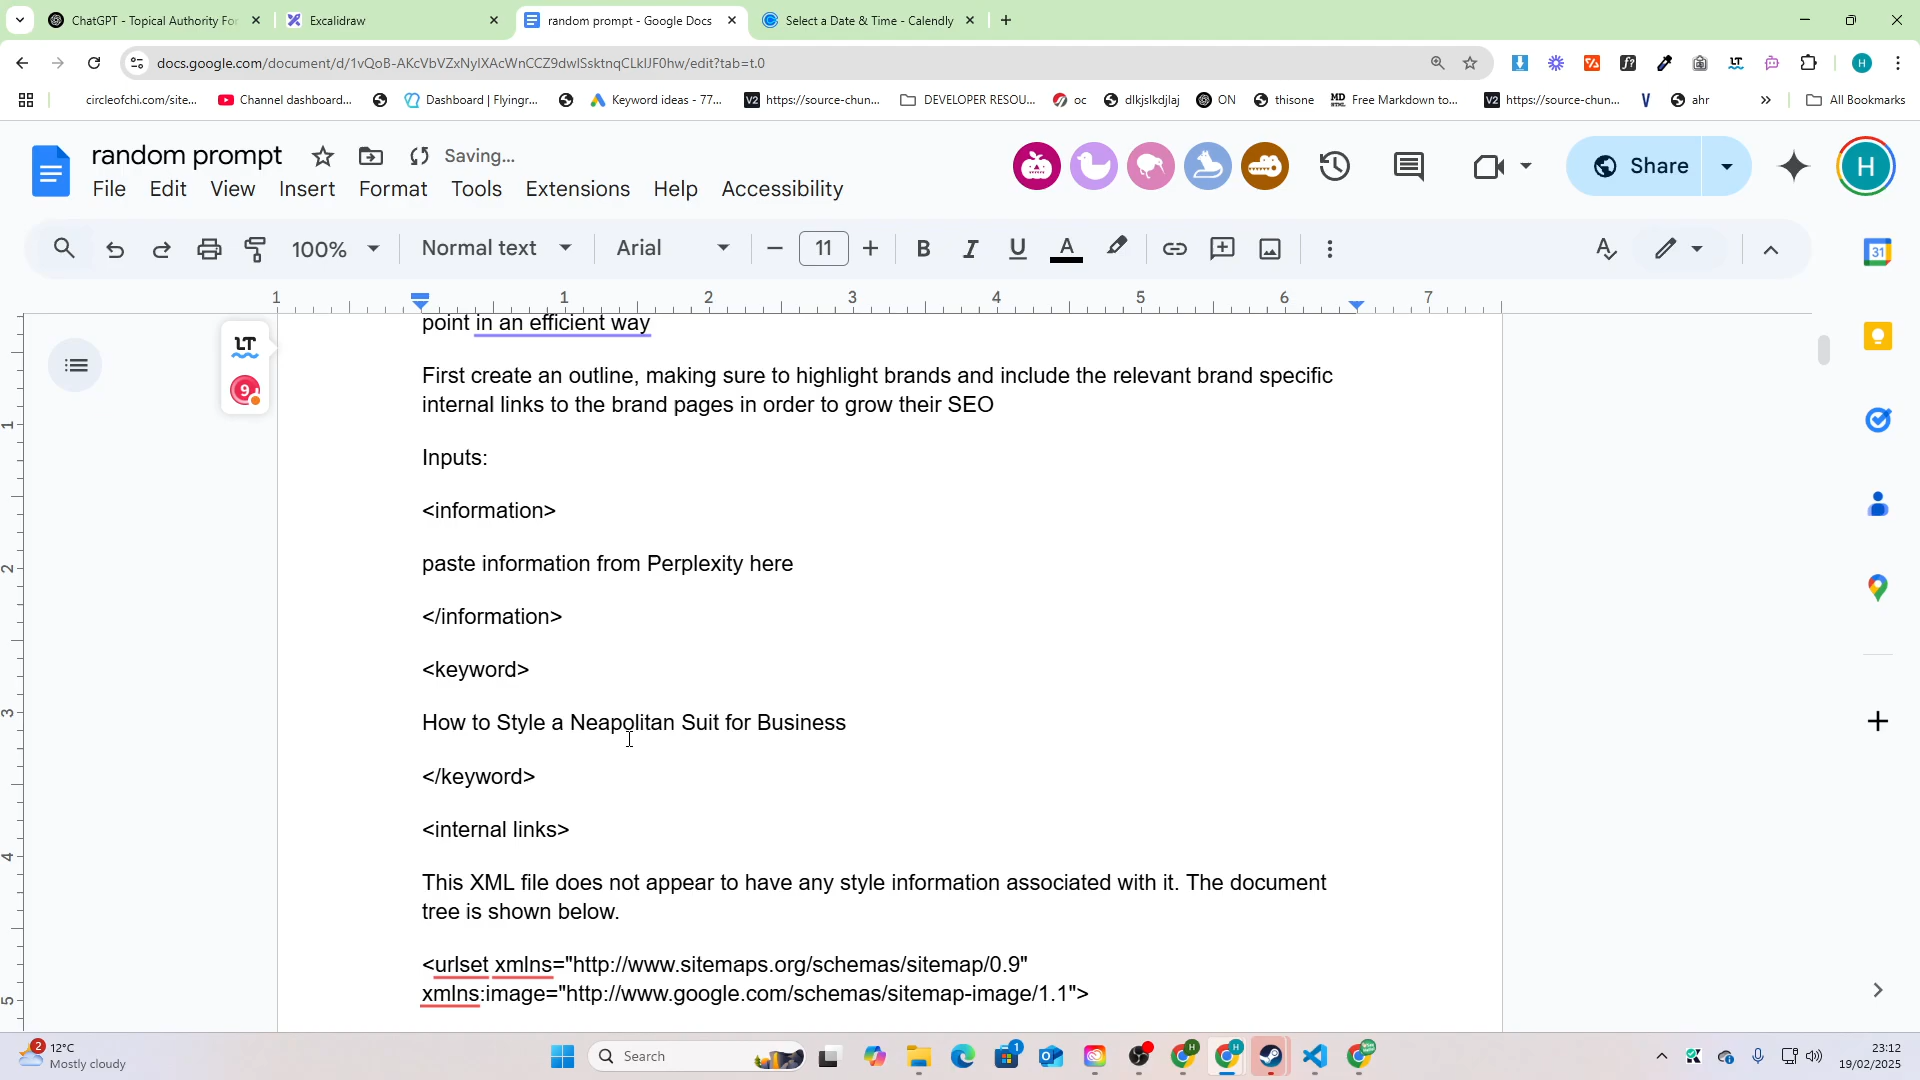 ChatGPT - Topical Authority Fo
Excalidraw
random prompt - Google Docs
Select a Date & Time - Calendly
docs.google.com/document/d/1vQoB-AKcVbVZxNyIXAcWnCCZ9dwlSsktnqCLkIJF0hw/edit?tab=t.0
circleofchi.com/site...
Channel dashboard...
Dashboard | Flyingr...
Keyword ideas - 77...
https://source-chun...
DEVELOPER RESOU...
oc
dlkjslkdjlaj
ON
thisone
Free Markdown to...
https://source-chun...
ahr
All Bookmarks
random prompt
Saving...
File Edit View Insert Format Tools Extensions Help Accessibility
Share
H
100%
Normal text
Arial
11
1 1 2 3 4 5 6 7
point in an efficient way
First create an outline, making sure to highlight brands and include the relevant brand specific
internal links to the brand pages in order to grow their SEO
Inputs:
<information>
paste information from Perplexity here
</information>
<keyword>
How to Style a Neapolitan Suit for Business
</keyword>
<internal links>
This XML file does not appear to have any style information associated with it. The document
tree is shown below.
<urlset xmlns="http://www.sitemaps.org/schemas/sitemap/0.9"
xmlns:image="http://www.google.com/schemas/sitemap-image/1.1">
12°C
Mostly cloudy
Search
23:12
19/02/2025